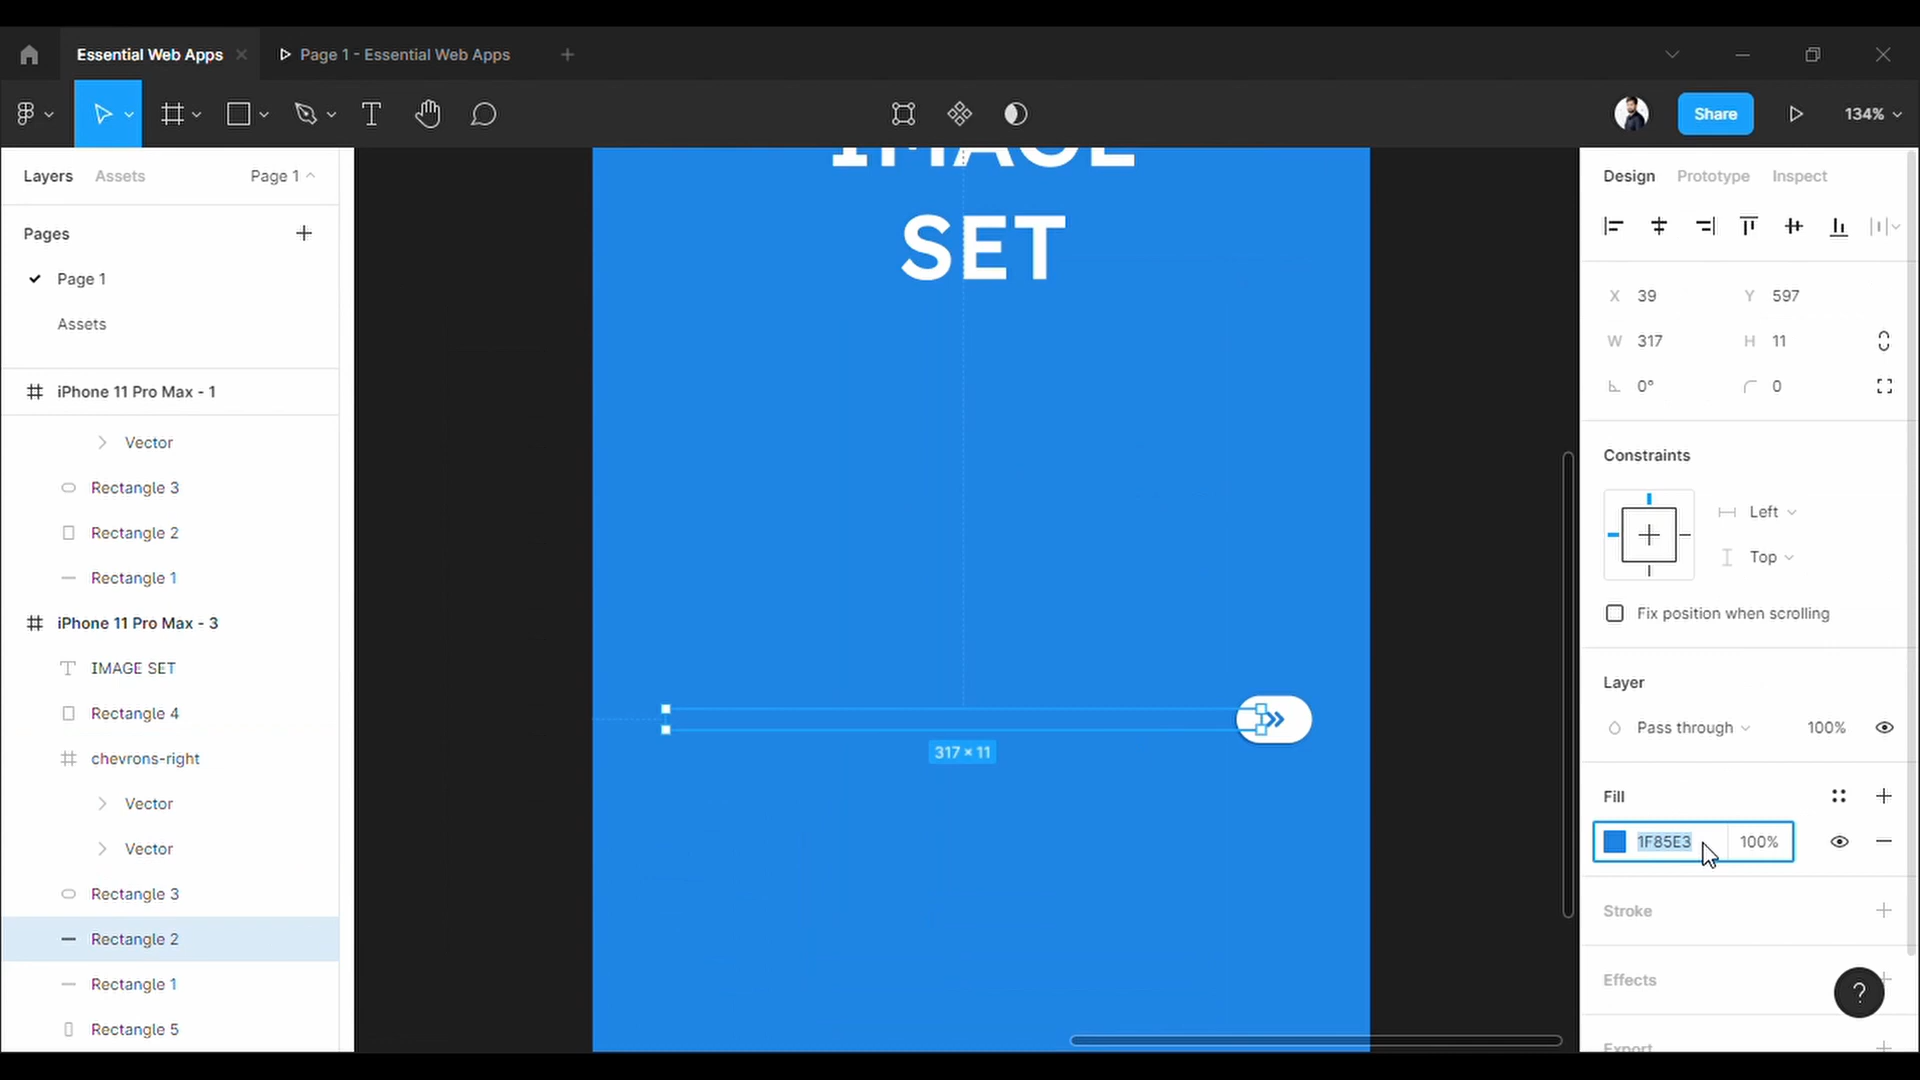 Essential Web Apps
Page 1 - Essential Web Apps
Share
134%
Layers
Assets
Page 1
Pages
Page 1
Assets
iPhone 11 Pro Max - 1
Vector
Rectangle 3
Rectangle 2
Rectangle 1
iPhone 11 Pro Max - 3
IMAGE SET
Rectangle 4
chevrons-right
Vector
Vector
Rectangle 3
Rectangle 2
Rectangle 1
Rectangle 5
IMAGE
SET
317 × 11
Design
Prototype
Inspect
X 39
Y 597
W 317
H 11
0°
0
Constraints
Left
Top
Fix position when scrolling
Layer
Pass through
100%
Fill
1F85E3
100%
Stroke
Effects
?
Export